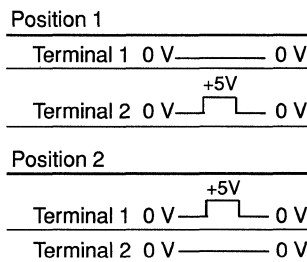 Position 1
Terminal 1 0 V 0 V
+5V
Terminal 2 0 V 0 V
Position 2
+5V
Terminal 1 0 V 0 V
Terminal 2 0 V 0 V